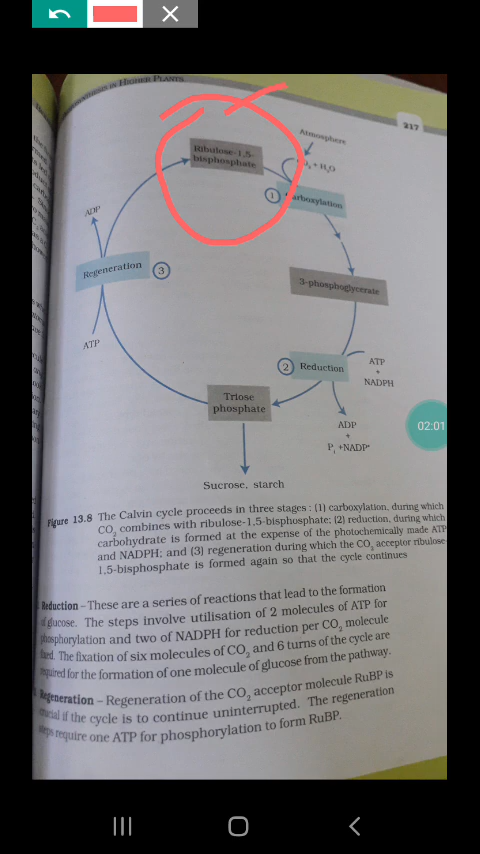 HIGHER PLANTS
217
Atmosphere
Ribulose-1,5-
bisphosphate
+ H₂O
1
3-phosphoglycerate
ADP
Regeneration 3
ATP
2 Reduction
ATP
+
NADPH
Triose
phosphate
ADP
+
Pᵢ +NADP⁺
02:01
Sucrose, starch
Figure 13.8 The Calvin cycle proceeds in three stages : (1) carboxylation, during which
CO₂ combines with ribulose-1,5-bisphosphate; (2) reduction, during which
carbohydrate is formed at the expense of the photochemically made ATP
and NADPH; and (3) regeneration during which the CO₂ acceptor ribulose
1,5-bisphosphate is formed again so that the cycle continues
Reduction – These are a series of reactions that lead to the formation
of glucose. The steps involve utilisation of 2 molecules of ATP for
phosphorylation and two of NADPH for reduction per CO₂ molecule
fixed. The fixation of six molecules of CO₂ and 6 turns of the cycle are
required for the formation of one molecule of glucose from the pathway.
Regeneration – Regeneration of the CO₂ acceptor molecule RuBP is
crucial if the cycle is to continue uninterrupted. The regeneration
steps require one ATP for phosphorylation to form RuBP.